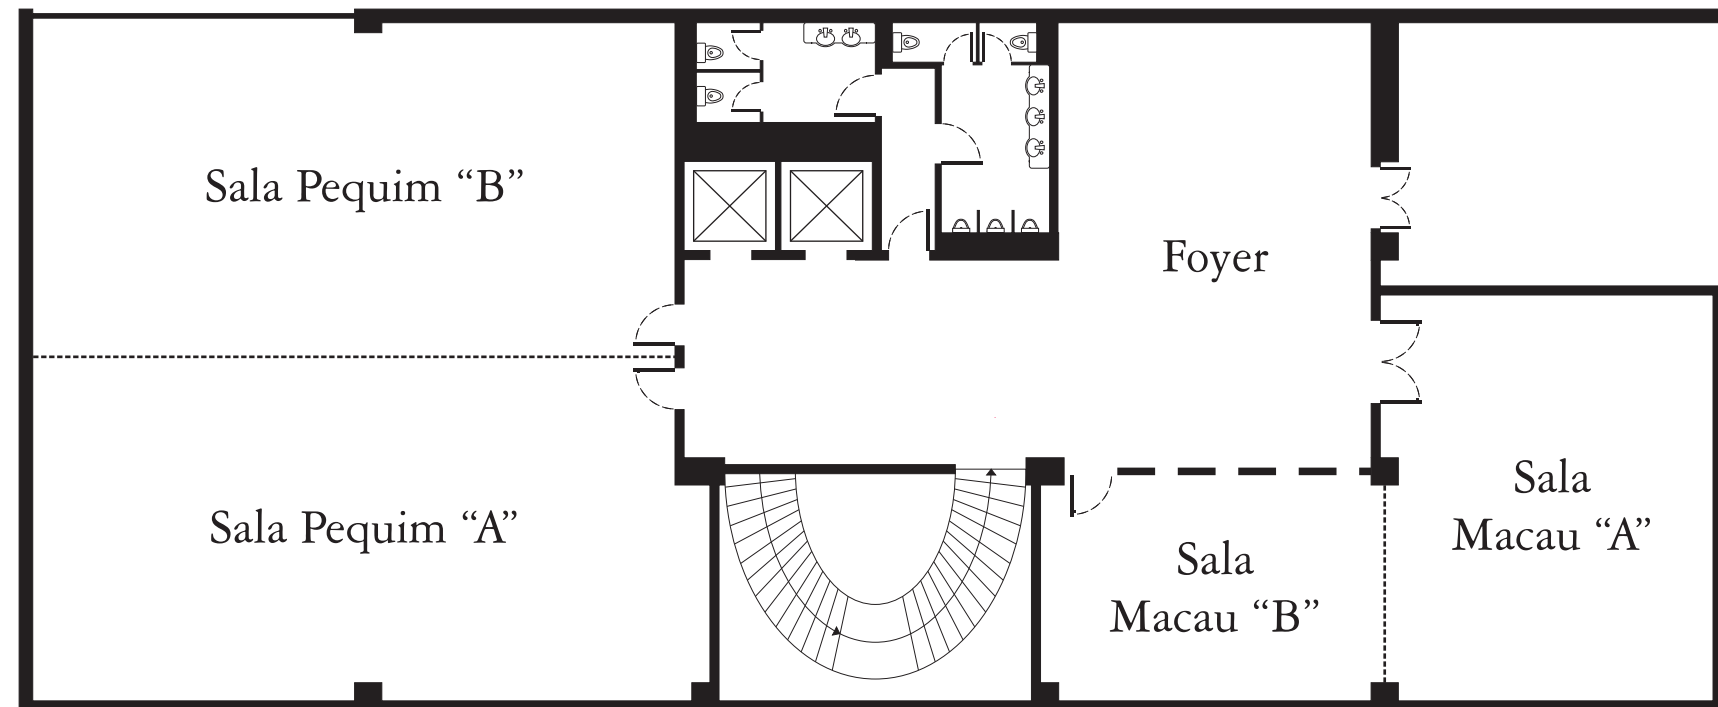 Sala Pequim “B”
Foyer
Sala Pequim “A”
Sala
Macau “B”
Sala
Macau “A”